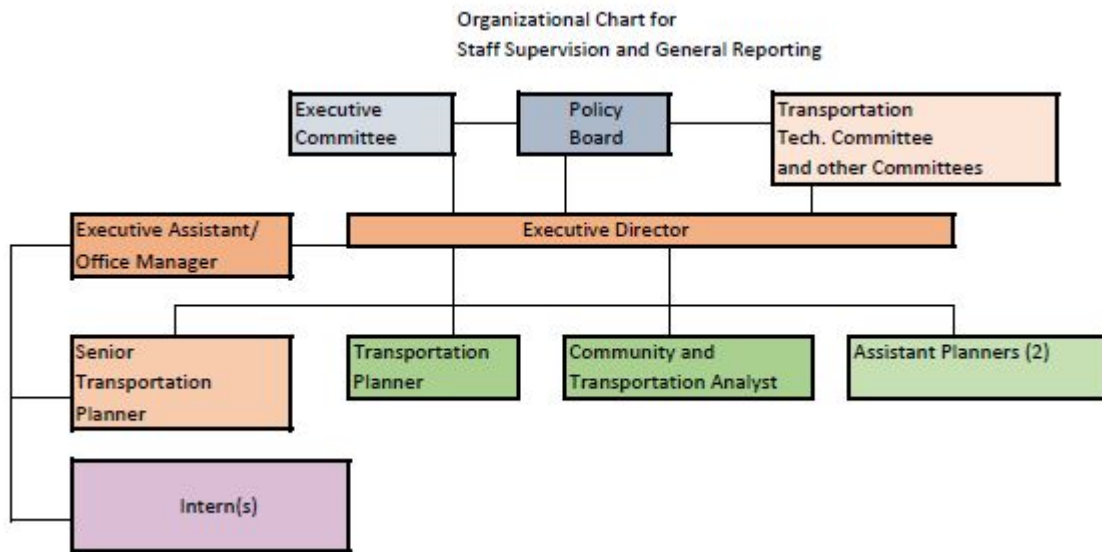 Organizational Chart for
Staff Supervision and General Reporting
Executive
Committee
Policy
Board
Transportation
Tech. Committee
and other Committees
Executive Assistant/
Office Manager
Executive Director
Senior
Transportation
Planner
Transportation
Planner
Community and
Transportation Analyst
Assistant Planners (2)
Intern(s)